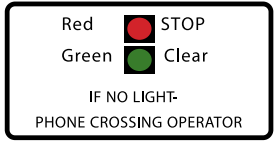 Red STOP
Green Clear
IF NO LIGHT-
PHONE CROSSING OPERATOR